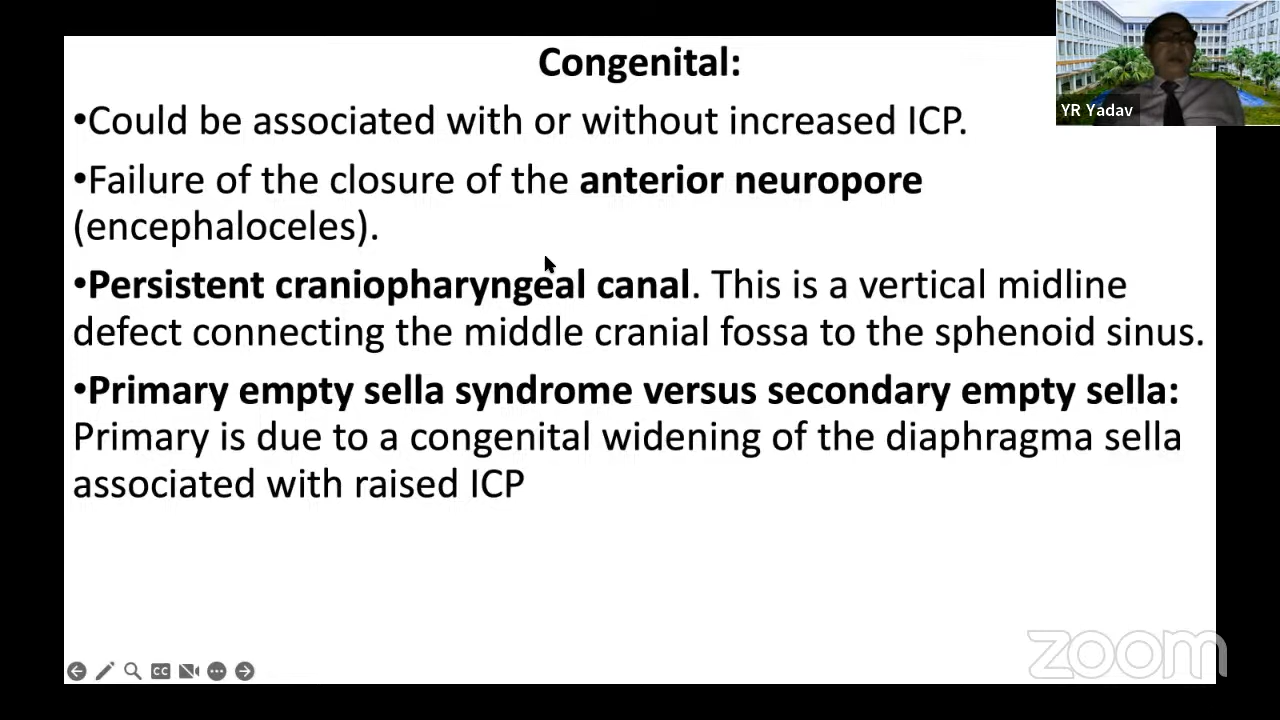 Congenital:
YR Yadav
•Could be associated with or without increased ICP.
•Failure of the closure of the anterior neuropore
(encephaloceles).
•Persistent craniopharyngeal canal. This is a vertical midline
defect connecting the middle cranial fossa to the sphenoid sinus.
•Primary empty sella syndrome versus secondary empty sella:
Primary is due to a congenital widening of the diaphragma sella
associated with raised ICP
zoom
CC